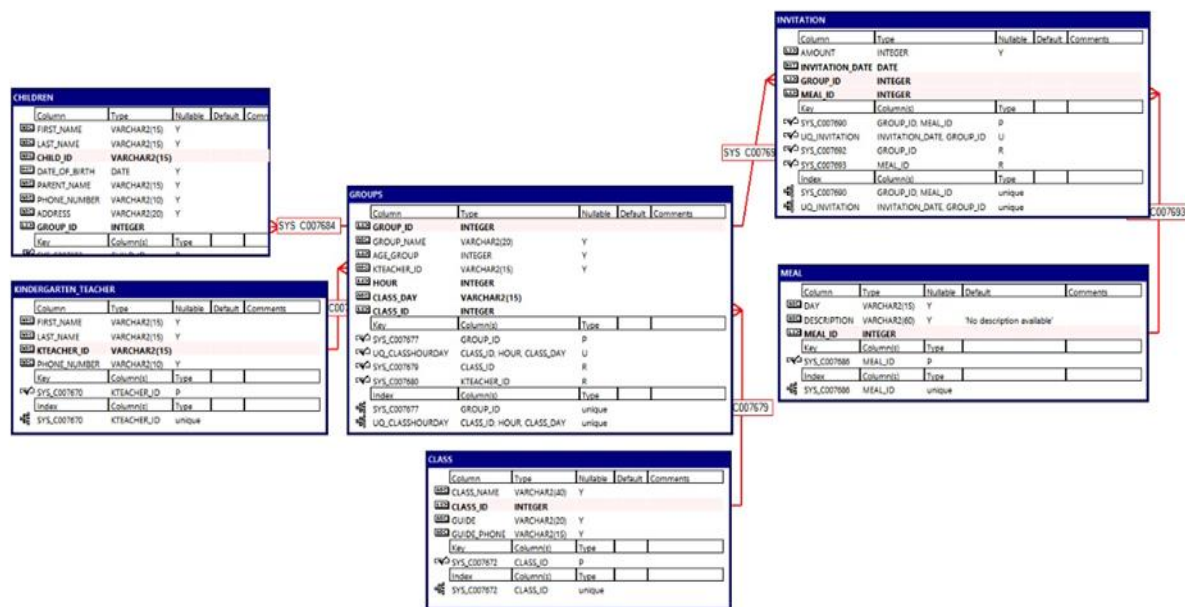 CHILDREN
Column Type Nullable Default Comm
FIRST_NAME VARCHAR2(15) Y
LAST_NAME VARCHAR2(15) Y
CHILD_ID VARCHAR2(15)
DATE_OF_BIRTH DATE Y
PARENT_NAME VARCHAR2(15) Y
PHONE_NUMBER VARCHAR2(10) Y
ADDRESS VARCHAR2(20) Y
GROUP_ID INTEGER
Key Column(s) Type
SYS C007684
KINDERGARTEN_TEACHER
Column Type Nullable Default Comments
FIRST_NAME VARCHAR2(15) Y
LAST_NAME VARCHAR2(15) Y
KTEACHER_ID VARCHAR2(15)
PHONE_NUMBER VARCHAR2(10) Y
Key Column(s) Type
SYS_C007670 KTEACHER_ID P
Index Column(s) Type
SYS_C007670 KTEACHER_ID unique
GROUPS
Column Type Nullable Default Comments
GROUP_ID INTEGER
GROUP_NAME VARCHAR2(20) Y
AGE_GROUP INTEGER Y
KTEACHER_ID VARCHAR2(15) Y
HOUR INTEGER
CLASS_DAY VARCHAR2(15)
CLASS_ID INTEGER
Key Column(s) Type
SYS_C007677 GROUP_ID P
UQ_CLASSHOURDAY CLASS_ID, HOUR, CLASS_DAY U
SYS_C007679 CLASS_ID R
SYS_C007680 KTEACHER_ID R
Index Column(s) Type
SYS_C007677 GROUP_ID unique
UQ_CLASSHOURDAY CLASS_ID, HOUR, CLASS_DAY unique
C007679
CLASS
Column Type Nullable Default Comments
CLASS_NAME VARCHAR2(40) Y
CLASS_ID INTEGER
GUIDE VARCHAR2(20) Y
GUIDE_PHONE VARCHAR2(15) Y
Key Column(s) Type
SYS_C007672 CLASS_ID P
Index Column(s) Type
SYS_C007672 CLASS_ID unique
INVITATION
Column Type Nullable Default Comments
AMOUNT INTEGER Y
INVITATION_DATE DATE
GROUP_ID INTEGER
MEAL_ID INTEGER
Key Column(s) Type
SYS_C007690 GROUP_ID, MEAL_ID P
UQ_INVITATION INVITATION_DATE, GROUP_ID U
SYS_C007692 GROUP_ID R
SYS_C007693 MEAL_ID R
Index Column(s) Type
SYS_C007690 GROUP_ID, MEAL_ID unique
UQ_INVITATION INVITATION_DATE, GROUP_ID unique
SYS C00769
C007693
MEAL
Column Type Nullable Default Comments
DAY VARCHAR2(15) Y
DESCRIPTION VARCHAR2(60) Y 'No description available'
MEAL_ID INTEGER
Key Column(s) Type
SYS_C007686 MEAL_ID P
Index Column(s) Type
SYS_C007686 MEAL_ID unique